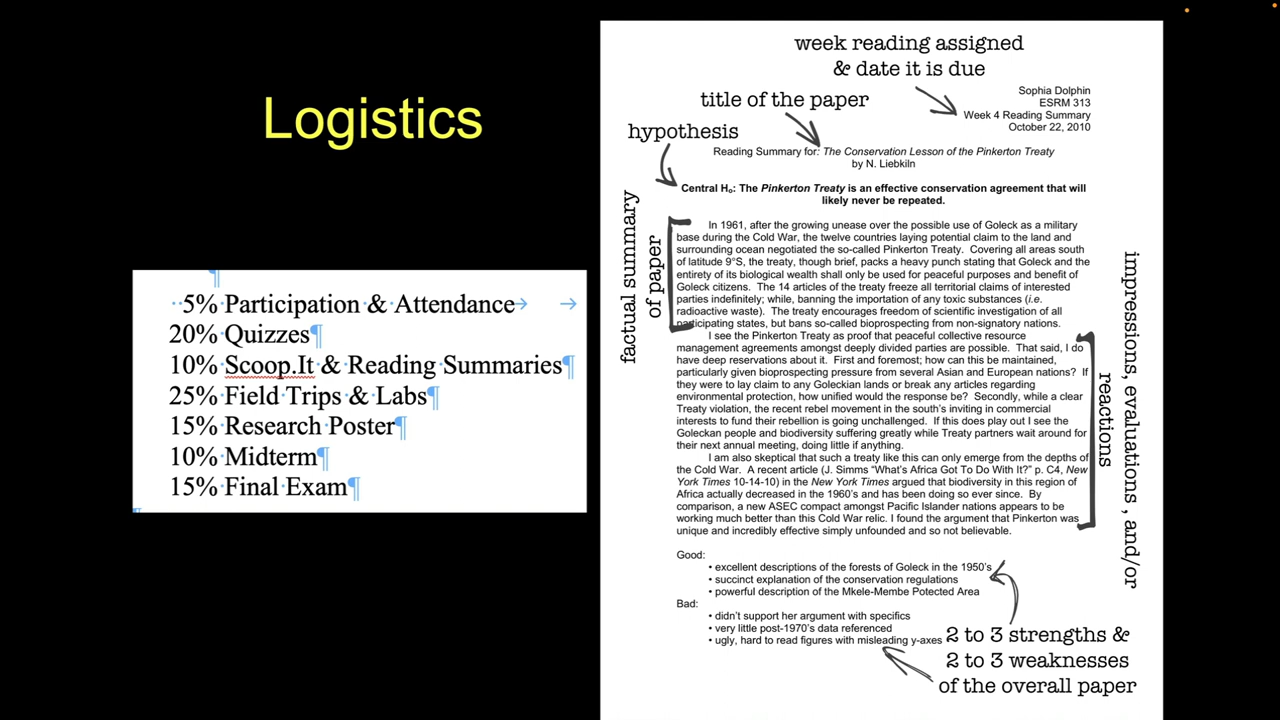 Logistics
5% Participation & Attendance
20% Quizzes
10% Scoop.It & Reading Summaries
25% Field Trips & Labs
15% Research Poster
10% Midterm
15% Final Exam
week reading assigned
& date it is due
title of the paper
hypothesis
factual summary
of paper
impressions, evaluations , and/or
reactions
Sophia Dolphin
ESRM 313
Week 4 Reading Summary
October 22, 2010
Reading Summary for: The Conservation Lesson of the Pinkerton Treaty
by N. Liebkiln
Central Ho: The Pinkerton Treaty is an effective conservation agreement that will
likely never be repeated.
In 1961, after the growing unease over the possible use of Goleck as a military
base during the Cold War, the twelve countries laying potential claim to the land and
surrounding ocean negotiated the so-called Pinkerton Treaty. Covering all areas south
of latitude 9°S, the treaty, though brief, packs a heavy punch stating that Goleck and the
entirety of its biological wealth shall only be used for peaceful purposes and benefit of
Goleck citizens. The 14 articles of the treaty freeze all territorial claims of interested
parties indefinitely; while, banning the importation of any toxic substances (i.e.
radioactive waste). The treaty encourages freedom of scientific investigation of all
participating states, but bans so-called bioprospecting from non-signatory nations.
I see the Pinkerton Treaty as proof that peaceful collective resource
management agreements amongst deeply divided parties are possible. That said, I do
have deep reservations about it. First and foremost; how can this be maintained,
particularly given bioprospecting pressure from several Asian and European nations? If
they were to lay claim to any Goleckian lands or break any articles regarding
environmental protection, how unified would the response be? Secondly, while a clear
Treaty violation, the recent rebel movement in the south's inviting in commercial
interests to fund their rebellion is going unchallenged. If this does play out I see the
Goleckan people and biodiversity suffering greatly while Treaty partners wait around for
their next annual meeting, doing little if anything.
I am also skeptical that such a treaty like this can only emerge from the depths of
the Cold War. A recent article (J. Simms “What's Africa Got To Do With It?” p. C4, New
York Times 10-14-10) in the New York Times argued that biodiversity in this region of
Africa actually decreased in the 1960's and has been doing so ever since. By
comparison, a new ASEC compact amongst Pacific Islander nations appears to be
working much better than this Cold War relic. I found the argument that Pinkerton was
unique and incredibly effective simply unfounded and so not believable.
Good:
• excellent descriptions of the forests of Goleck in the 1950's
• succinct explanation of the conservation regulations
• powerful description of the Mkele-Membe Potected Area
Bad:
• didn't support her argument with specifics
• very little post-1970's data referenced
• ugly, hard to read figures with misleading y-axes
2 to 3 strengths &
2 to 3 weaknesses
of the overall paper